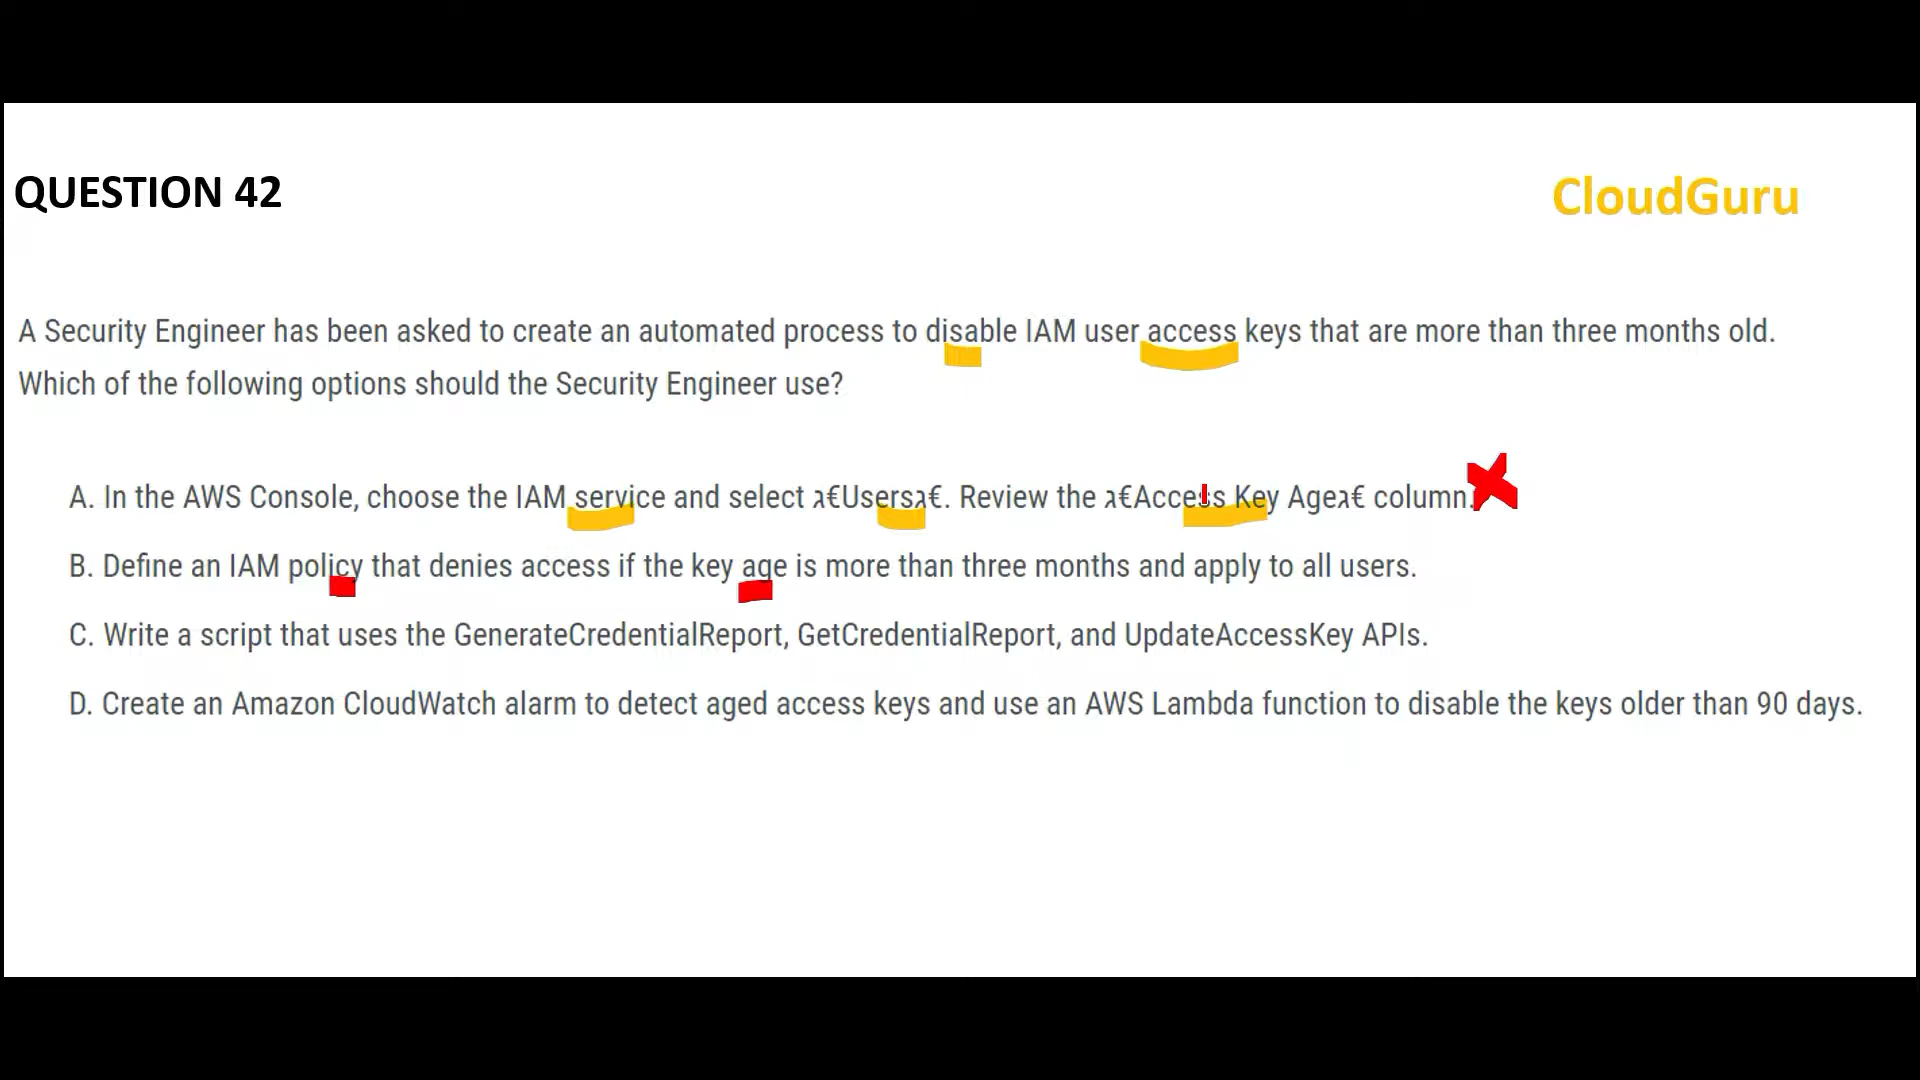 QUESTION 42
CloudGuru
A Security Engineer has been asked to create an automated process to disable IAM user access keys that are more than three months old.
Which of the following options should the Security Engineer use?
A. In the AWS Console, choose the IAM service and select גUsersג€. Review the ג€Access Key Ageג€ column.
B. Define an IAM policy that denies access if the key age is more than three months and apply to all users.
C. Write a script that uses the GenerateCredentialReport, GetCredentialReport, and UpdateAccessKey APIs.
D. Create an Amazon CloudWatch alarm to detect aged access keys and use an AWS Lambda function to disable the keys older than 90 days.